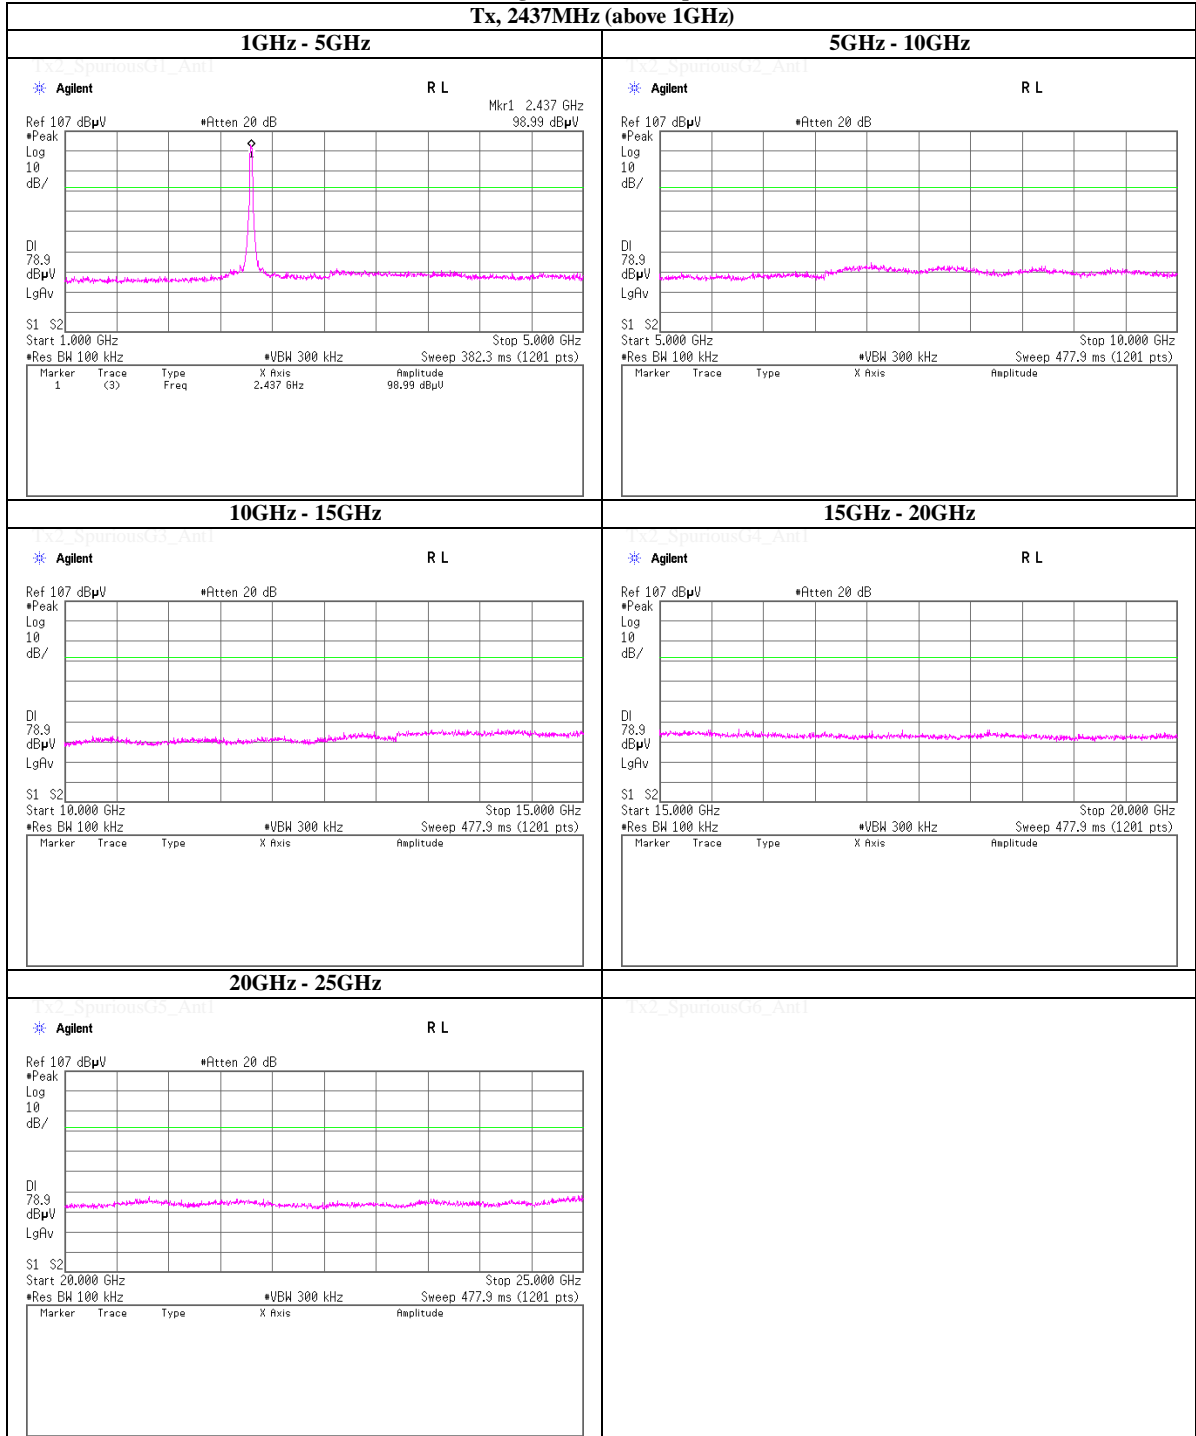 Tx, 2437MHz (above 1GHz)
1GHz - 5GHz
Tx2_SpuriousG1_Ant1
Agilent R L
Mkr1 2.437 GHz
Ref 107 dBµV #Atten 20 dB 98.99 dBµV
#Peak
Log
10
dB/
DI
78.9
dBµV
LgAv
S1 S2
Start 1.000 GHz Stop 5.000 GHz
#Res BW 100 kHz #VBW 300 kHz Sweep 382.3 ms (1201 pts)
Marker Trace Type X Axis Amplitude
1 (3) Freq 2.437 GHz 98.99 dBµV
5GHz - 10GHz
Tx2_SpuriousG2_Ant1
Agilent R L
Ref 107 dBµV #Atten 20 dB
#Peak
Log
10
dB/
DI
78.9
dBµV
LgAv
S1 S2
Start 5.000 GHz Stop 10.000 GHz
#Res BW 100 kHz #VBW 300 kHz Sweep 477.9 ms (1201 pts)
Marker Trace Type X Axis Amplitude
10GHz - 15GHz
Tx2_SpuriousG3_Ant1
Agilent R L
Ref 107 dBµV #Atten 20 dB
#Peak
Log
10
dB/
DI
78.9
dBµV
LgAv
S1 S2
Start 10.000 GHz Stop 15.000 GHz
#Res BW 100 kHz #VBW 300 kHz Sweep 477.9 ms (1201 pts)
Marker Trace Type X Axis Amplitude
15GHz - 20GHz
Tx2_SpuriousG4_Ant1
Agilent R L
Ref 107 dBµV #Atten 20 dB
#Peak
Log
10
dB/
DI
78.9
dBµV
LgAv
S1 S2
Start 15.000 GHz Stop 20.000 GHz
#Res BW 100 kHz #VBW 300 kHz Sweep 477.9 ms (1201 pts)
Marker Trace Type X Axis Amplitude
20GHz - 25GHz
Tx2_SpuriousG5_Ant1
Agilent R L
Ref 107 dBµV #Atten 20 dB
#Peak
Log
10
dB/
DI
78.9
dBµV
LgAv
S1 S2
Start 20.000 GHz Stop 25.000 GHz
#Res BW 100 kHz #VBW 300 kHz Sweep 477.9 ms (1201 pts)
Marker Trace Type X Axis Amplitude
Tx2_SpuriousG6_Ant1